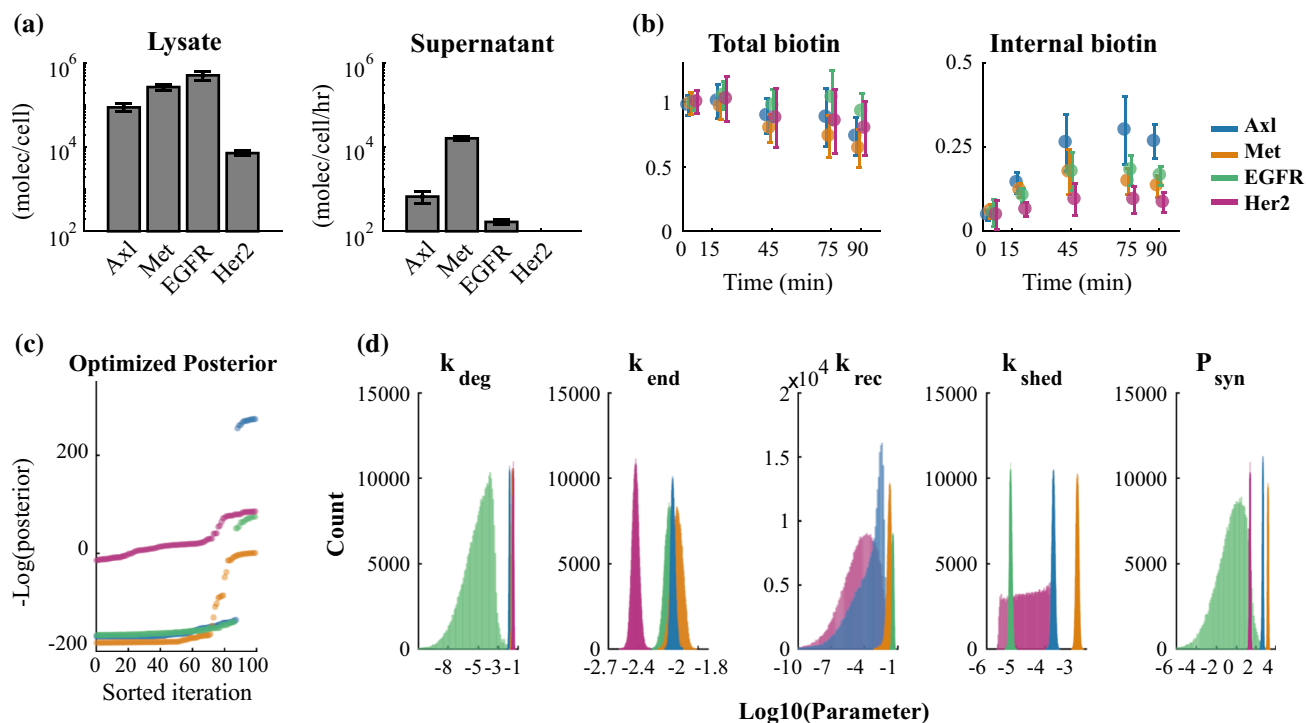 (a)
Lysate
Supernatant
(molec/cell)
10^6
10^4
10^2
Axl
Met
EGFR
Her2
(molec/cell/hr)
10^6
10^4
10^2
Axl
Met
EGFR
Her2
(b)
Total biotin
Internal biotin
1
0.5
0
0 15 45 75 90
Time (min)
0.5
0.25
0
0 15 45 75 90
Time (min)
Axl
Met
EGFR
Her2
(c)
Optimized Posterior
-Log(posterior)
200
0
-200
0 20 40 60 80 100
Sorted iteration
(d)
k deg
k end
k rec
k shed
P syn
Count
15000
10000
5000
0
-8 -5 -3 -1
15000
10000
5000
0
-2.7 -2.4 -2 -1.8
×10^4
2
1.5
1
0.5
0
-10 -7 -4 -1
15000
10000
5000
0
-6 -5 -4 -3
15000
10000
5000
0
-6 -4 -2 0 2 4
Log10(Parameter)